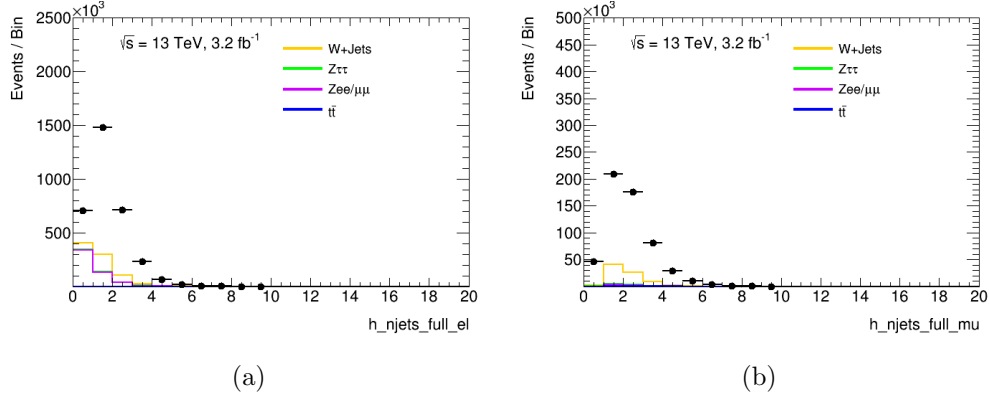 ×10³
Events / Bin
2500
2000
1500
1000
500
0 2 4 6 8 10 12 14 16 18 20
h_njets_full_el
√s = 13 TeV, 3.2 fb⁻¹
W+Jets
Zττ
Zee/μμ
tt̄
(a)
×10³
Events / Bin
500
450
400
350
300
250
200
150
100
50
0 2 4 6 8 10 12 14 16 18 20
h_njets_full_mu
√s = 13 TeV, 3.2 fb⁻¹
W+Jets
Zττ
Zee/μμ
tt̄
(b)